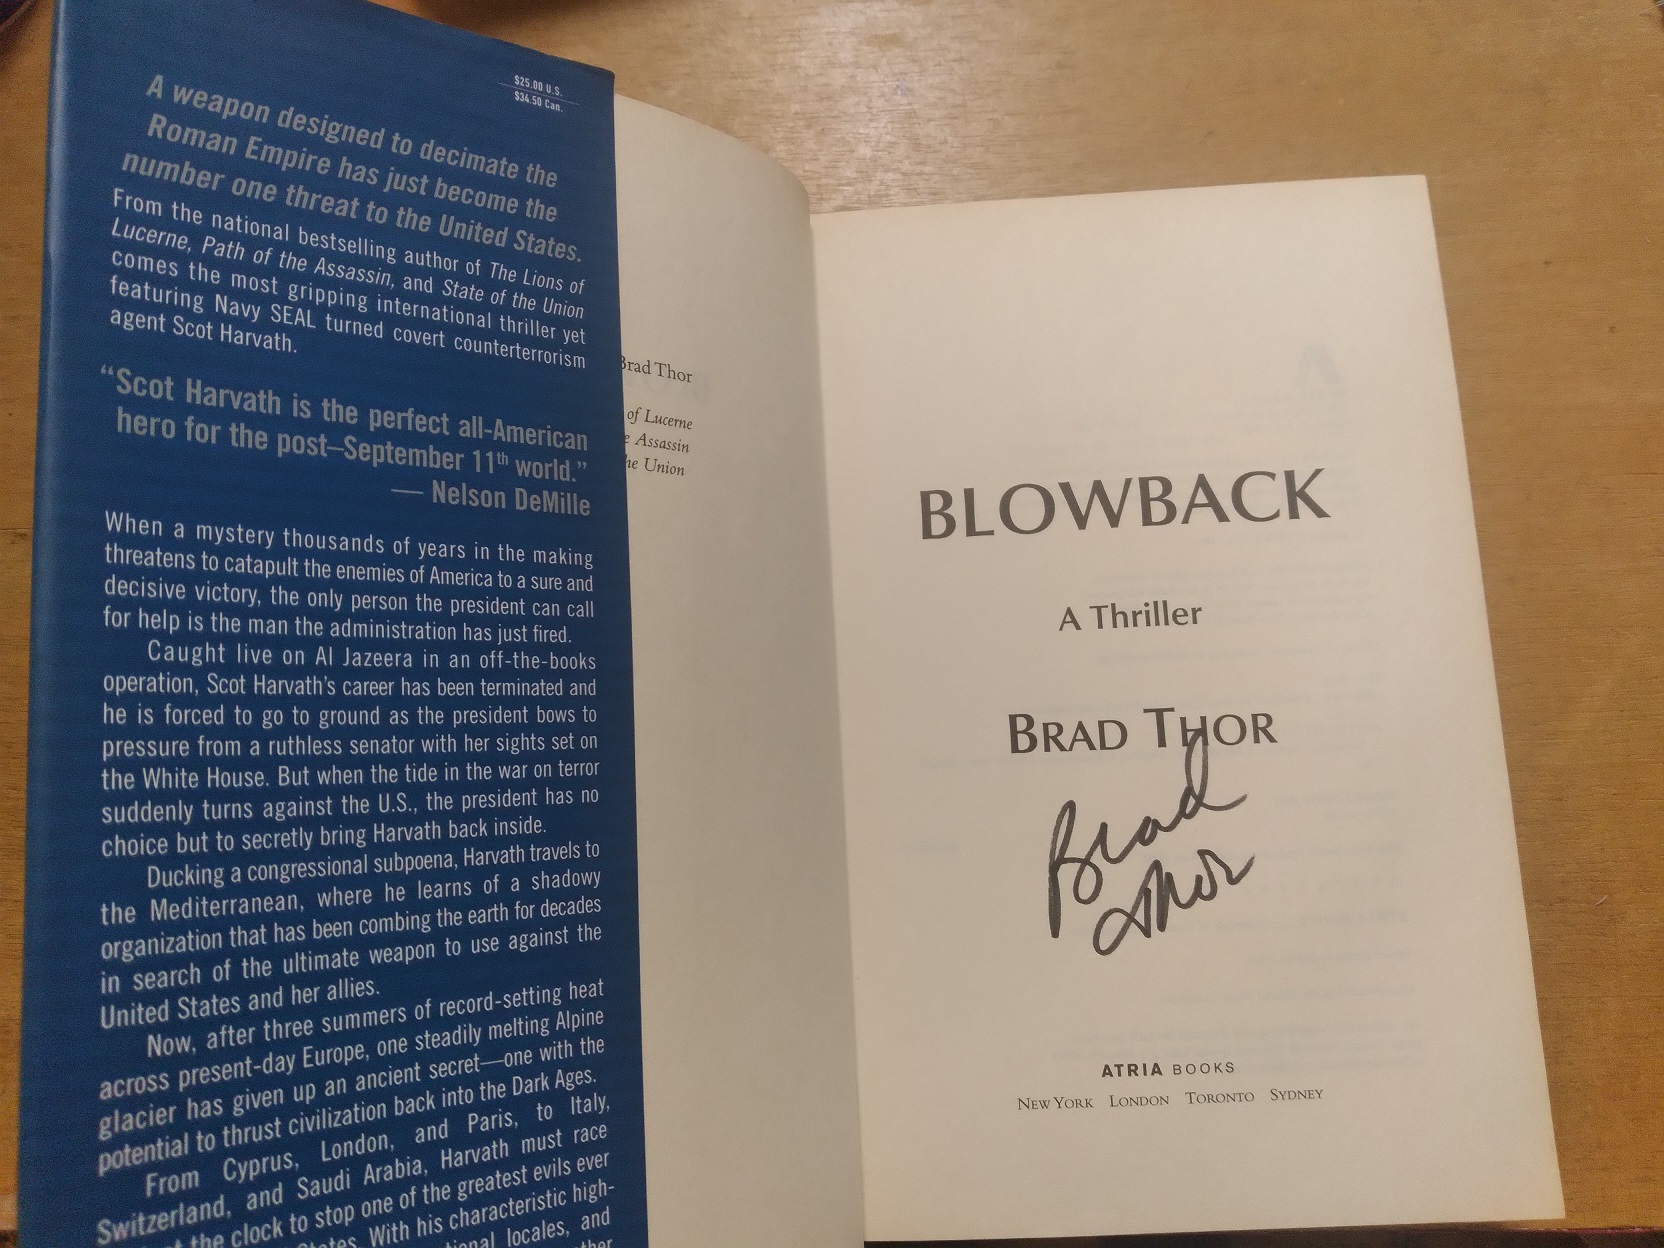 $25.00 U.S.
$34.50 Can.
A weapon designed to decimate the
Roman Empire has just become the
number one threat to the United States.
From the national bestselling author of The Lions of
Lucerne, Path of the Assassin, and State of the Union
comes the most gripping international thriller yet
featuring Navy SEAL turned covert counterterrorism
agent Scot Harvath.
“Scot Harvath is the perfect all-American
hero for the post–September 11th world.”
— Nelson DeMille
When a mystery thousands of years in the making
threatens to catapult the enemies of America to a sure and
decisive victory, the only person the president can call
for help is the man the administration has just fired.
Caught live on Al Jazeera in an off-the-books
operation, Scot Harvath’s career has been terminated and
he is forced to go to ground as the president bows to
pressure from a ruthless senator with her sights set on
the White House. But when the tide in the war on terror
suddenly turns against the U.S., the president has no
choice but to secretly bring Harvath back inside.
Ducking a congressional subpoena, Harvath travels to
the Mediterranean, where he learns of a shadowy
organization that has been combing the earth for decades
in search of the ultimate weapon to use against the
United States and her allies.
Now, after three summers of record-setting heat
across present-day Europe, one steadily melting Alpine
glacier has given up an ancient secret—one with the
potential to thrust civilization back into the Dark Ages.
From Cyprus, London, and Paris, to Italy,
Switzerland, and Saudi Arabia, Harvath must race
the clock to stop one of the greatest evils ever
With his characteristic high-
locales, and
Brad Thor
of Lucerne
Assassin
he Union
BLOWBACK
A Thriller
BRAD THOR
Brad
Thor
ATRIA BOOKS
NEW YORK LONDON TORONTO SYDNEY